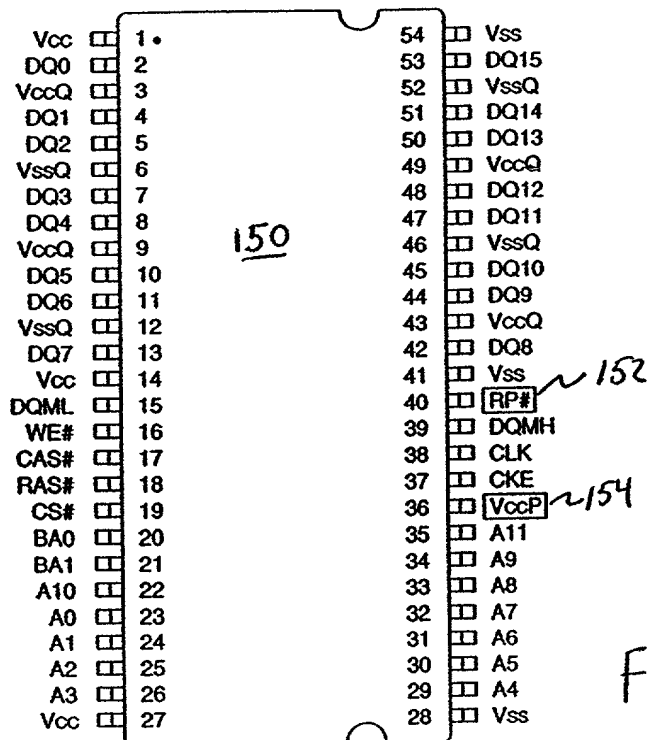 Vcc 1 • 54 Vss
DQ0 2 53 DQ15
VccQ 3 52 VssQ
DQ1 4 51 DQ14
DQ2 5 50 DQ13
VssQ 6 49 VccQ
DQ3 7 48 DQ12
DQ4 8 47 DQ11
VccQ 9 46 VssQ
150
DQ5 10 45 DQ10
DQ6 11 44 DQ9
VssQ 12 43 VccQ
DQ7 13 42 DQ8
Vcc 14 41 Vss
152
DQML 15 40 RP#
WE# 16 39 DQMH
CAS# 17 38 CLK
RAS# 18 37 CKE
CS# 19 36 VccP 154
BA0 20 35 A11
BA1 21 34 A9
A10 22 33 A8
A0 23 32 A7
A1 24 31 A6
A2 25 30 A5
A3 26 29 A4
F
Vcc 27 28 Vss